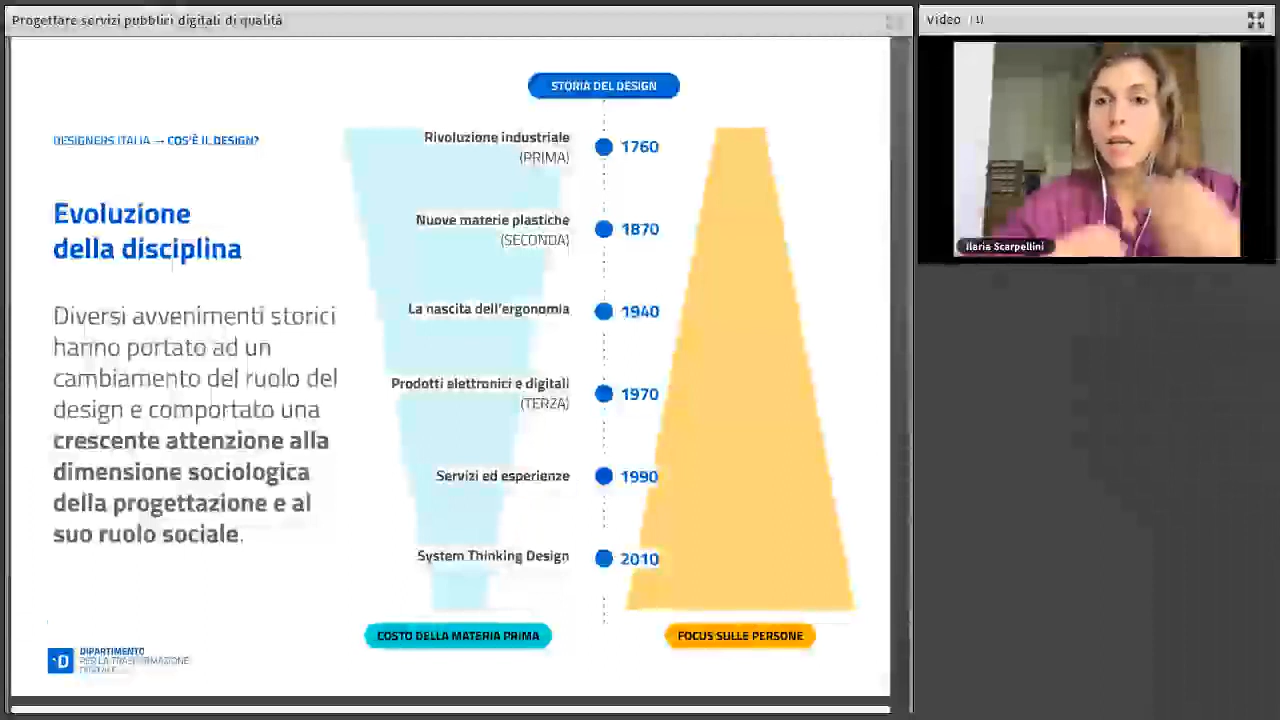 Progettare servizi pubblici digitali di qualità
Video (1)
Ilaria Scarpellini
STORIA DEL DESIGN
DESIGNERS ITALIA → COS'È IL DESIGN?
Evoluzione
della disciplina
Diversi avvenimenti storici
hanno portato ad un
cambiamento del ruolo del
design e comportato una
crescente attenzione alla
dimensione sociologica
della progettazione e al
suo ruolo sociale.
Rivoluzione industriale
(PRIMA)
1760
Nuove materie plastiche
(SECONDA)
1870
La nascita dell'ergonomia
1940
Prodotti elettronici e digitali
(TERZA)
1970
Servizi ed esperienze
1990
System Thinking Design
2010
COSTO DELLA MATERIA PRIMA
FOCUS SULLE PERSONE
DIPARTIMENTO
PER LA TRASFORMAZIONE
DIGITALE